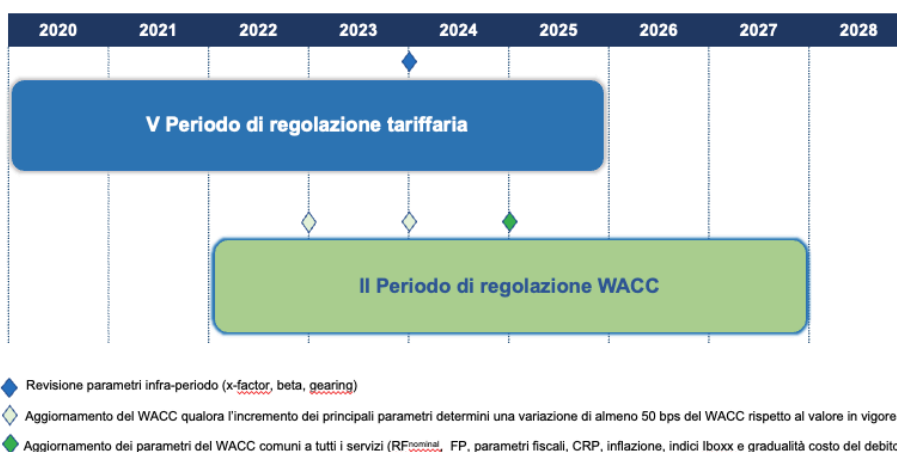 2020 2021 2022 2023 2024 2025 2026 2027 2028
V Periodo di regolazione tariffaria
II Periodo di regolazione WACC
Revisione parametri infra-periodo (x-factor, beta, gearing)
Aggiornamento del WACC qualora l'incremento dei principali parametri determini una variazione di almeno 50 bps del WACC rispetto al valore in vigore
Aggiornamento dei parametri del WACC comuni a tutti i servizi (RFnominal, FP, parametri fiscali, CRP, inflazione, indici Iboxx e gradualità costo del debito